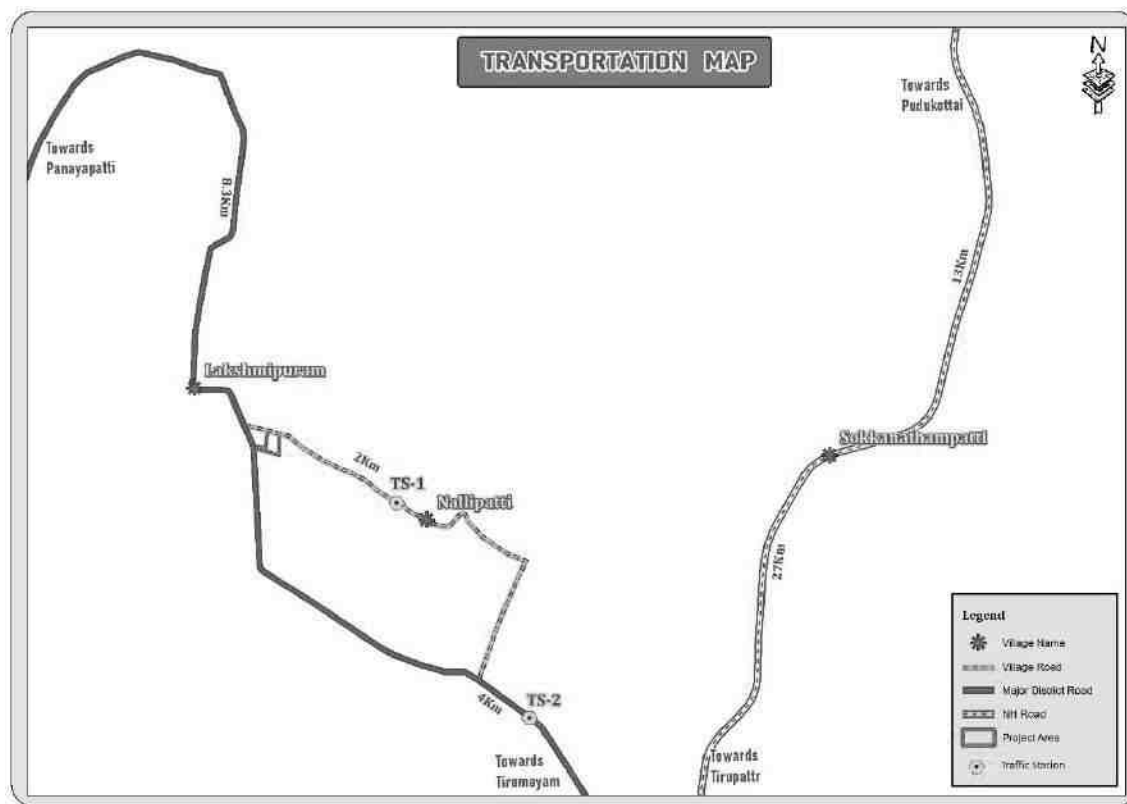 TRANSPORTATION MAP
N
Towards
Pudukottai
Towards
Panayapatti
8.3Km
13Km
Lakshmipuram
Sokkanathampatti
2Km
TS-1
Nallipatti
27Km
4Km
TS-2
Towards
Tirumayam
Towards
Tirupattr
Legend
Village Name
Village Road
Major District Road
NH Road
Project Area
Traffic Station